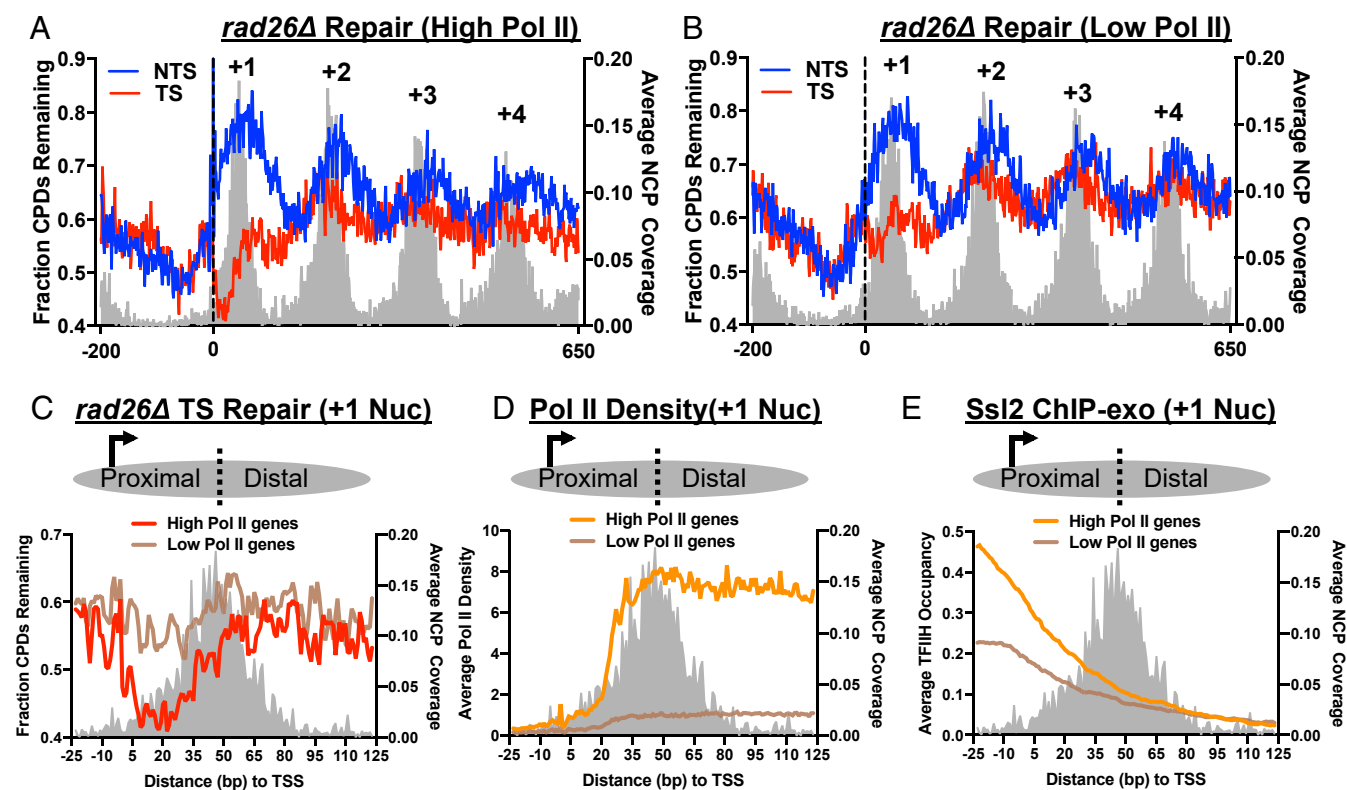 A rad26Δ Repair (High Pol II)
Fraction CPDs Remaining
0.9
0.8
0.7
0.6
0.5
0.4
NTS
TS
+1
+2
+3
+4
0.20
0.15
0.10
0.05
0.00
Average NCP Coverage
-200 0 650
B rad26Δ Repair (Low Pol II)
Fraction CPDs Remaining
0.9
0.8
0.7
0.6
0.5
0.4
NTS
TS
+1
+2
+3
+4
0.20
0.15
0.10
0.05
0.00
Average NCP Coverage
-200 0 650
C rad26Δ TS Repair (+1 Nuc)
Proximal Distal
High Pol II genes
Low Pol II genes
Fraction CPDs Remaining
0.7
0.6
0.5
0.4
0.20
0.15
0.10
0.05
0.00
Average NCP Coverage
-25 -10 5 20 35 50 65 80 95 110 125
Distance (bp) to TSS
D Pol II Density(+1 Nuc)
Proximal Distal
High Pol II genes
Low Pol II genes
Average Pol II Density
10
8
6
4
2
0
0.20
0.15
0.10
0.05
0.00
Average NCP Coverage
-25 -10 5 20 35 50 65 80 95 110 125
Distance (bp) to TSS
E Ssl2 ChIP-exo (+1 Nuc)
Proximal Distal
High Pol II genes
Low Pol II genes
Average TFIIH Occupancy
0.5
0.4
0.3
0.2
0.1
0.0
0.20
0.15
0.10
0.05
0.00
Average NCP Coverage
-25 -10 5 20 35 50 65 80 95 110 125
Distance (bp) to TSS